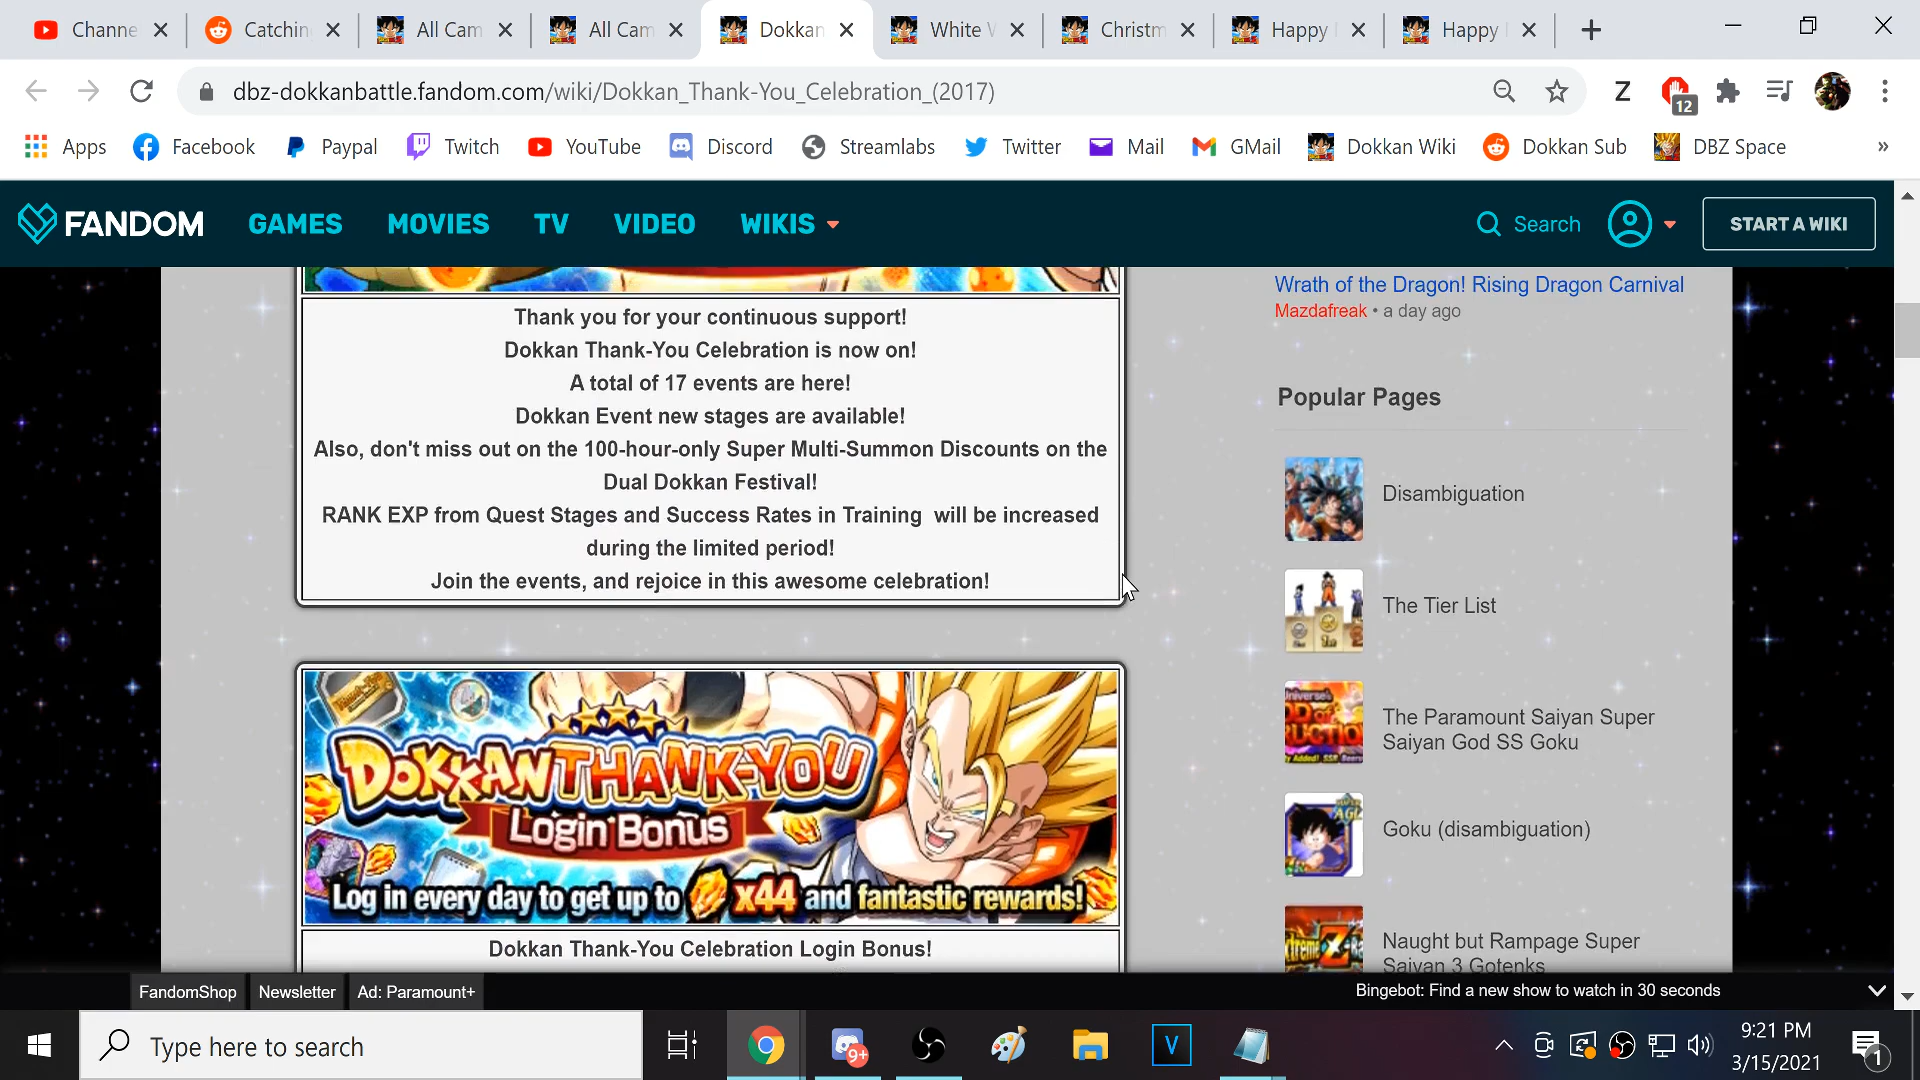 Channe
Catchin
All Cam
All Cam
Dokkan
White
Christm
Happy
Happy
dbz-dokkanbattle.fandom.com/wiki/Dokkan_Thank-You_Celebration_(2017)
Z
12
Apps
Facebook
Paypal
Twitch
YouTube
Discord
Streamlabs
Twitter
Mail
GMail
Dokkan Wiki
Dokkan Sub
DBZ Space
»
FANDOM
GAMES
MOVIES
TV
VIDEO
WIKIS
Search
START A WIKI
Thank you for your continuous support!
Dokkan Thank-You Celebration is now on!
A total of 17 events are here!
Dokkan Event new stages are available!
Also, don't miss out on the 100-hour-only Super Multi-Summon Discounts on the
Dual Dokkan Festival!
RANK EXP from Quest Stages and Success Rates in Training will be increased
during the limited period!
Join the events, and rejoice in this awesome celebration!
DOKKAN THANK-YOU
Login Bonus
Log in every day to get up to x44 and fantastic rewards!
Dokkan Thank-You Celebration Login Bonus!
Wrath of the Dragon! Rising Dragon Carnival
Mazdafreak • a day ago
Popular Pages
Disambiguation
The Tier List
The Paramount Saiyan Super
Saiyan God SS Goku
Goku (disambiguation)
Naught but Rampage Super
Saiyan 3 Gotenks
FandomShop
Newsletter
Ad: Paramount+
Bingebot: Find a new show to watch in 30 seconds
Type here to search
9+
V
9:21 PM
3/15/2021
1